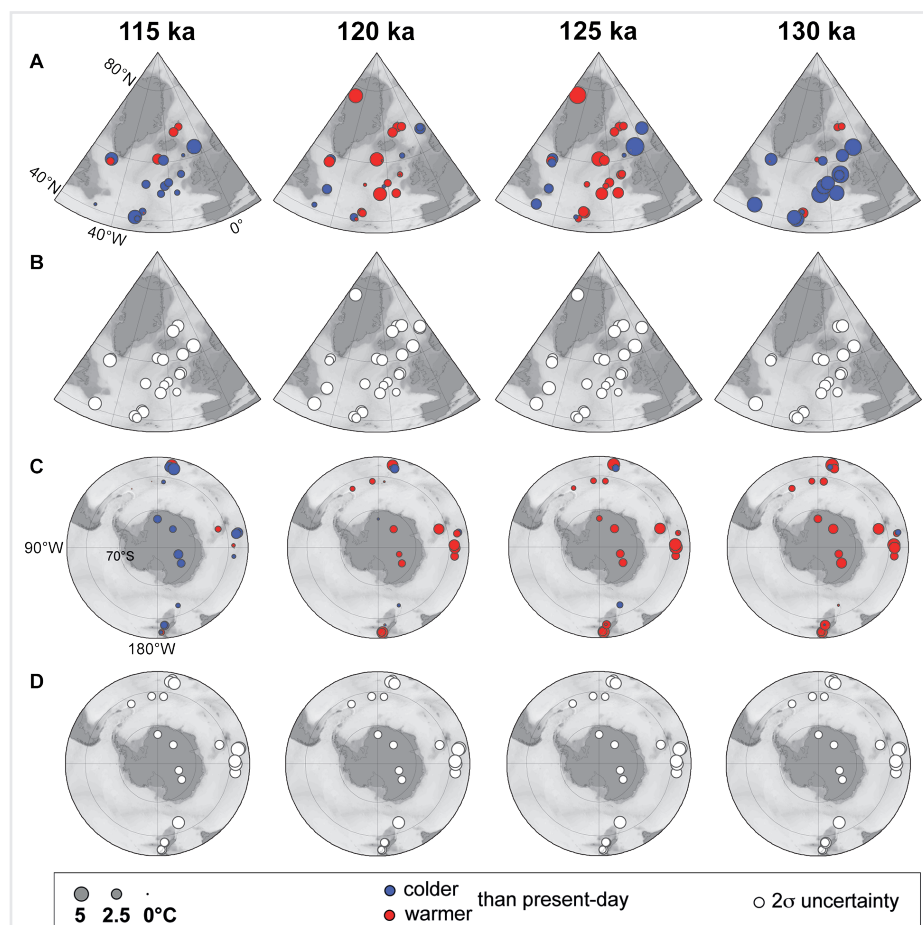 115 ka 120 ka 125 ka 130 ka
A
80°N
40°N
40°W
0°
B
C
90°W
70°S
180°W
D
5 2.5 0°C
colder
warmer
than present-day
2σ uncertainty